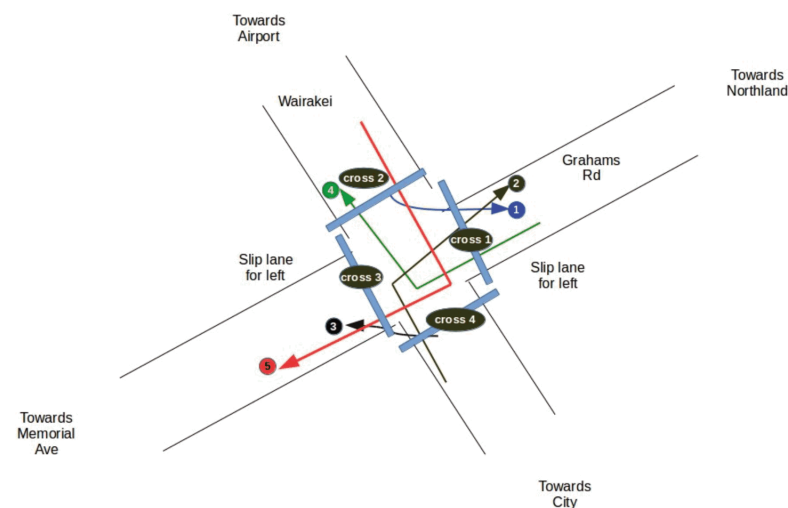 Towards
Airport
Towards
Northland
Wairakei
Grahams
Rd
cross 2
4
2
1
cross 1
Slip lane
for left
cross 3
Slip lane
for left
3
cross 4
5
Towards
Memorial
Ave
Towards
City